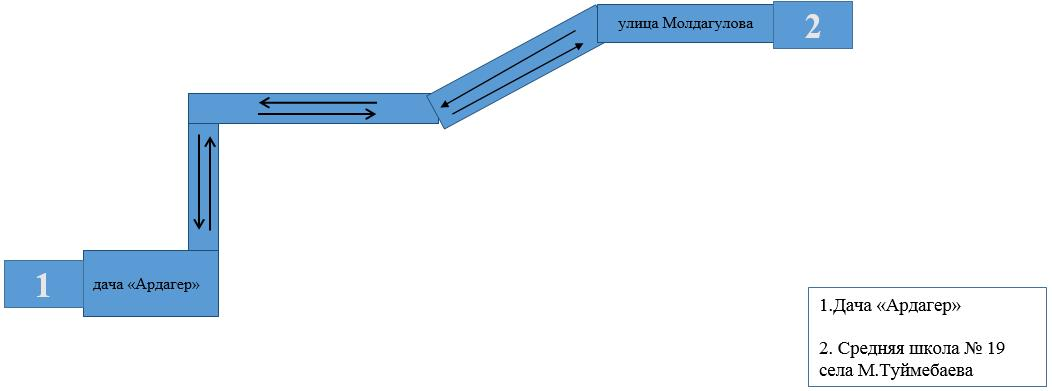 улица Молдагулова
2
1
дача «Ардагер»
1.Дача «Ардагер»
2. Средняя школа № 19
села М.Туймебаева